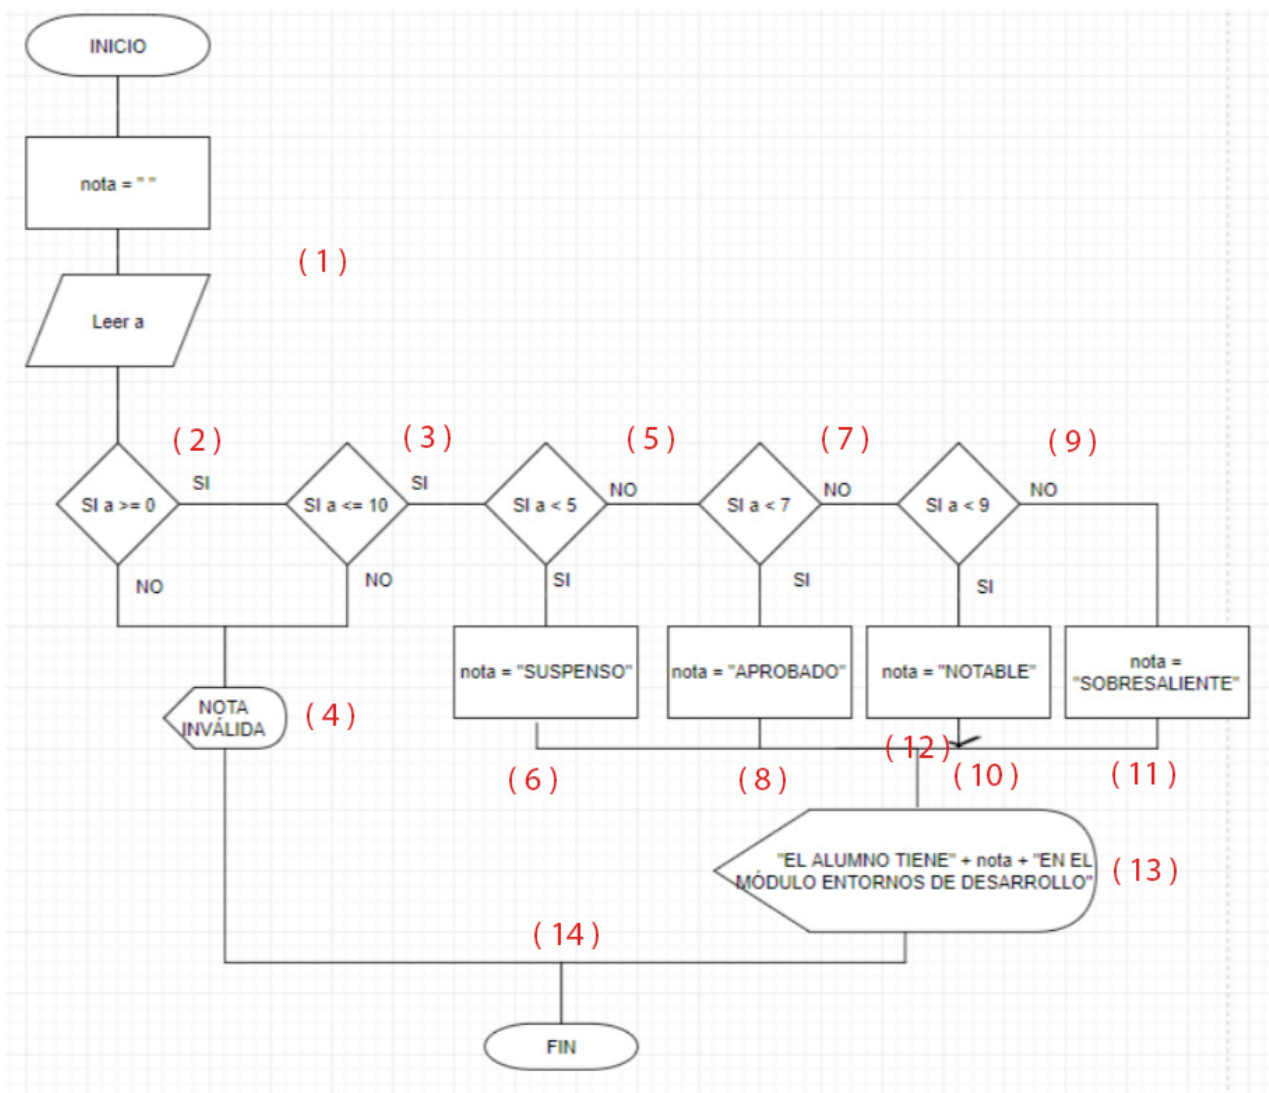 INICIO
nota = " "
( 1 )
Leer a
( 2 )
( 3 )
( 5 )
( 7 )
( 9 )
SI a >= 0
SI
SI a <= 10
SI
SI a < 5
NO
SI a < 7
NO
SI a < 9
NO
NO
NO
SI
SI
SI
nota = "SUSPENSO"
nota = "APROBADO"
nota = "NOTABLE"
nota =
"SOBRESALIENTE"
NOTA
INVÁLIDA
( 4 )
( 12 )
( 6 )
( 8 )
( 10 )
( 11 )
"EL ALUMNO TIENE" + nota + "EN EL
MÓDULO ENTORNOS DE DESARROLLO"
( 13 )
( 14 )
FIN